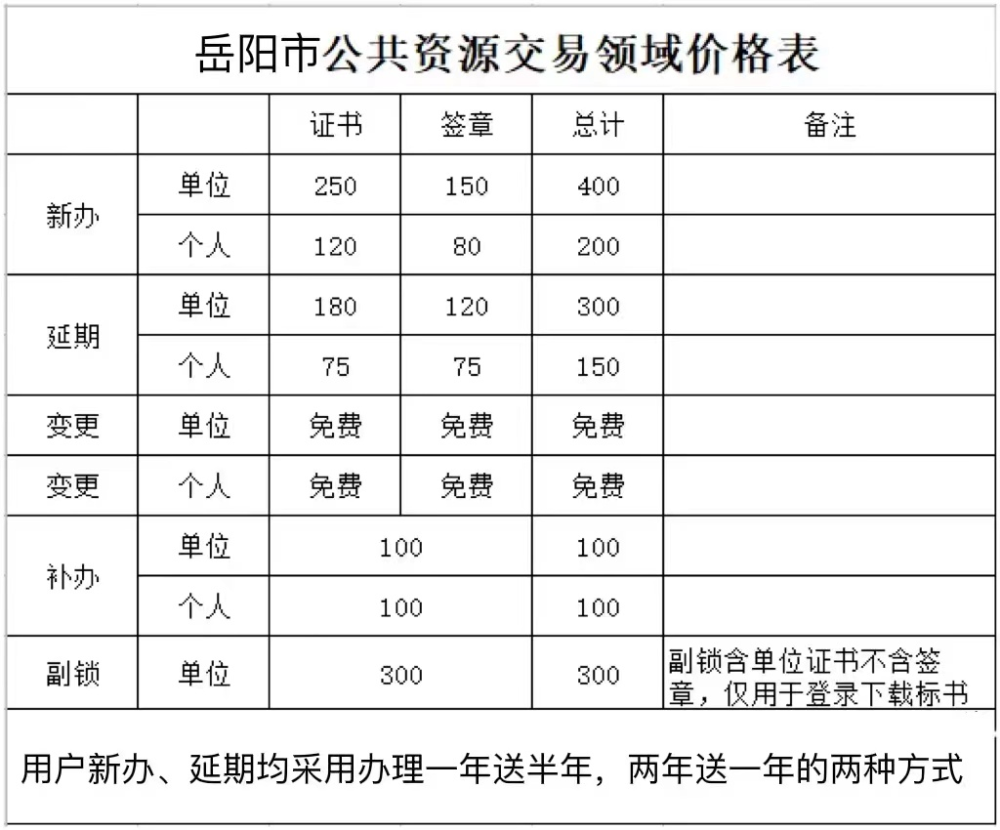 岳阳市公共资源交易领域价格表
证书 签章 总计 备注
新办 单位 250 150 400
个人 120 80 200
延期 单位 180 120 300
个人 75 75 150
变更 单位 免费 免费 免费
变更 个人 免费 免费 免费
补办 单位 100 100
个人 100 100
副锁 单位 300 300 副锁含单位证书不含签
章，仅用于登录下载标书
用户新办、延期均采用办理一年送半年，两年送一年的两种方式